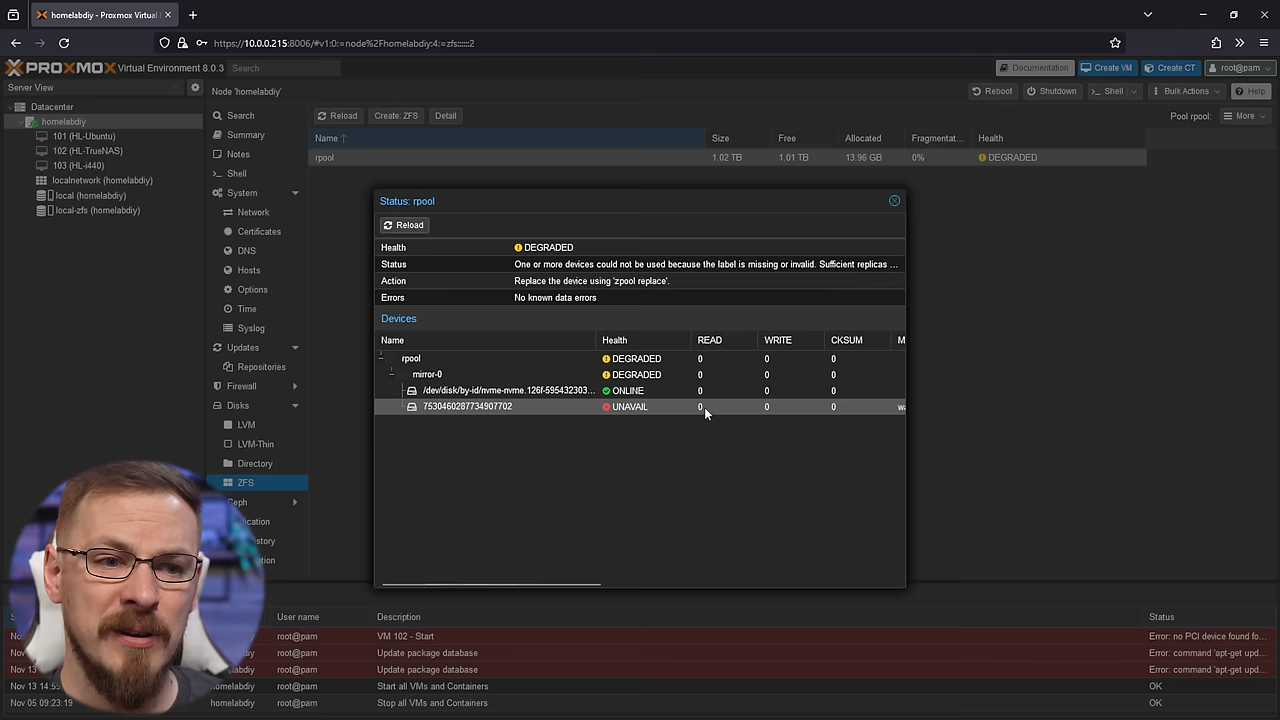 homelabdiy - Proxmox Virtual
https://10.0.0.215:8006/#v1:0:=node%2Fhomelabdiy:4:=zfs::::::2
PROXMOX Virtual Environment 8.0.3 Search Documentation Create VM Create CT root@pam
Server View Node 'homelabdiy' Reboot Shutdown Shell Bulk Actions Help
Datacenter
homelabdiy
101 (HL-Ubuntu)
102 (HL-TrueNAS)
103 (HL-i440)
localnetwork (homelabdiy)
local (homelabdiy)
local-zfs (homelabdiy)
Search
Summary
Notes
Shell
System
Network
Certificates
DNS
Hosts
Options
Time
Syslog
Updates
Repositories
Firewall
Disks
LVM
LVM-Thin
Directory
ZFS
Ceph
Reload Create: ZFS Detail Pool rpool: More
Name Size Free Allocated Fragmentat... Health
rpool 1.02 TB 1.01 TB 13.96 GB 0% DEGRADED
Status: rpool
Reload
Health DEGRADED
Status One or more devices could not be used because the label is missing or invalid. Sufficient replicas ...
Action Replace the device using 'zpool replace'.
Errors No known data errors
Devices
Name Health READ WRITE CKSUM M
rpool DEGRADED 0 0 0
mirror-0 DEGRADED 0 0 0
/dev/disk/by-id/nvme-nvme.126f-595432303... ONLINE 0 0 0
7530460287734907702 UNAVAIL 0 0 0 wa
User name Description Status
root@pam VM 102 - Start Error: no PCI device found fo...
Nov 13 root@pam Update package database Error: command 'apt-get upd...
Nov 13 root@pam Update package database Error: command 'apt-get upd...
Nov 13 14:5 homelabdiy root@pam Start all VMs and Containers OK
Nov 05 09:23:19 homelabdiy root@pam Stop all VMs and Containers OK